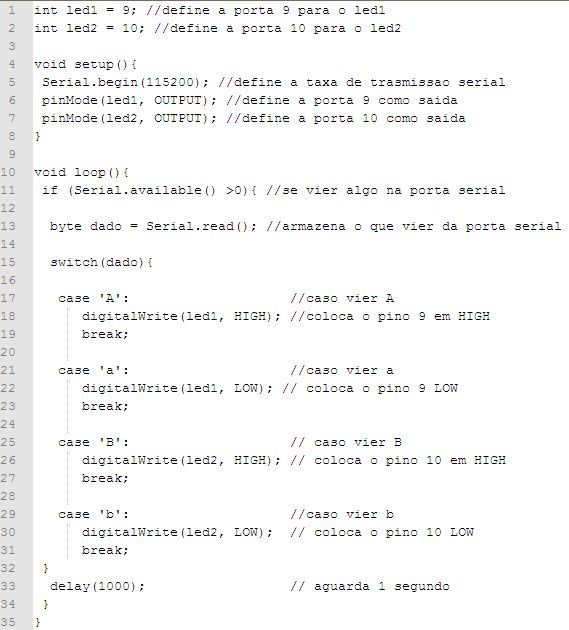 1 int led1 = 9; //define a porta 9 para o led1
2 int led2 = 10; //define a porta 10 para o led2
3
4 void setup(){
5  Serial.begin(115200); //define a taxa de trasmissao serial
6  pinMode(led1, OUTPUT); //define a porta 9 como saida
7  pinMode(led2, OUTPUT); //define a porta 10 como saida
8 }
9
10 void loop(){
11  if (Serial.available() >0){ //se vier algo na porta serial
12
13   byte dado = Serial.read(); //armazena o que vier da porta serial
14
15   switch(dado){
16
17    case 'A':                    //caso vier A
18       digitalWrite(led1, HIGH); //coloca o pino 9 em HIGH
19       break;
20
21    case 'a':                    //caso vier a
22       digitalWrite(led1, LOW); // coloca o pino 9 LOW
23       break;
24
25    case 'B':                    // caso vier B
26       digitalWrite(led2, HIGH); // coloca o pino 10 em HIGH
27       break;
28
29    case 'b':                    //caso vier b
30       digitalWrite(led2, LOW);  // coloca o pino 10 LOW
31       break;
32  }
33   delay(1000);                  // aguarda 1 segundo
34  }
35 }